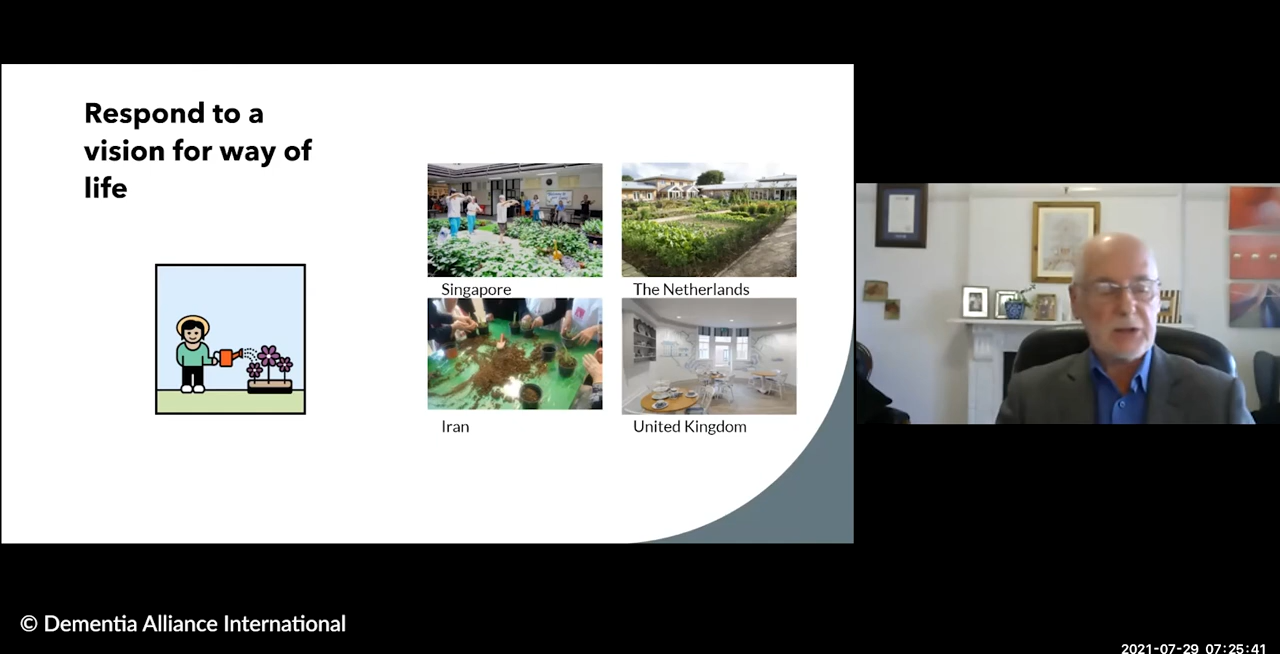 Respond to a
vision for way of
life
Singapore
The Netherlands
Iran
United Kingdom
© Dementia Alliance International
2021-07-29 07:25:41